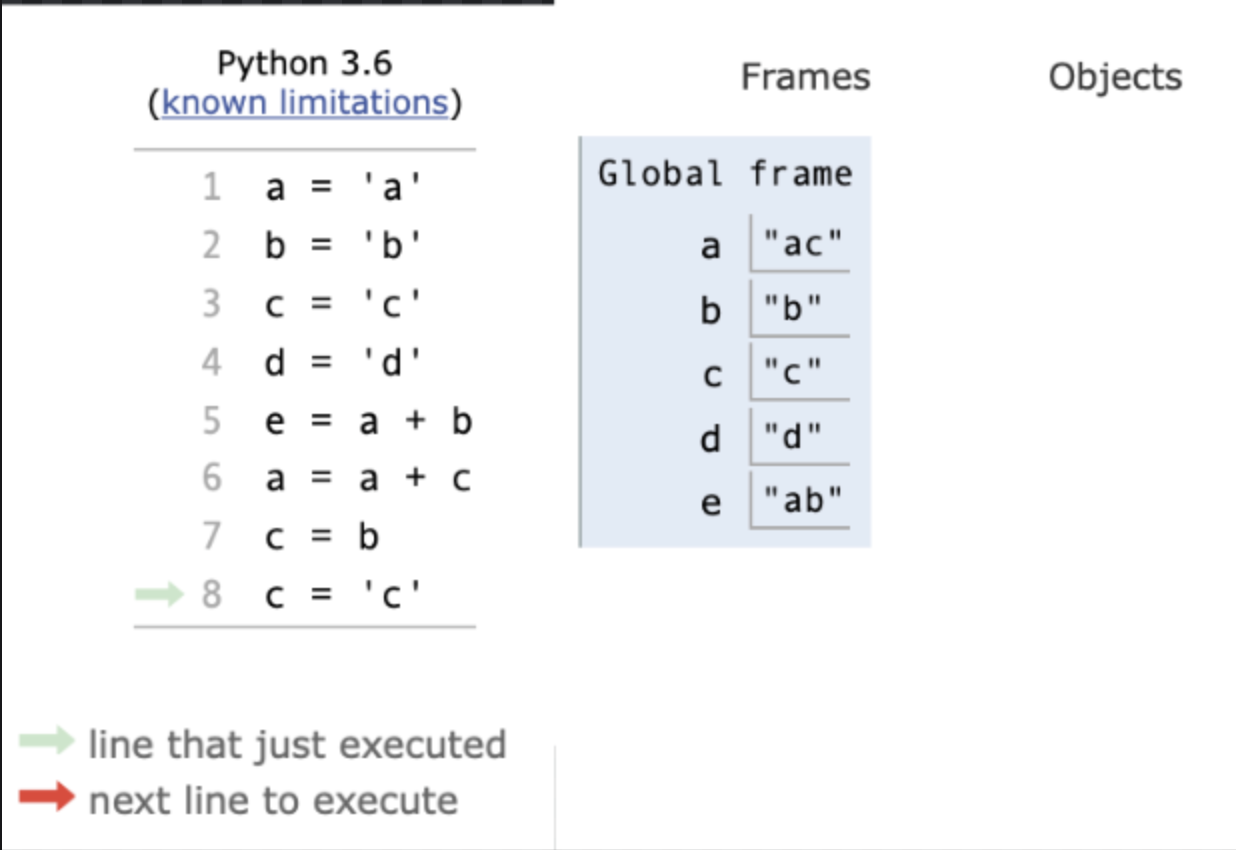 Python 3.6
(known limitations)
1 a = 'a'
2 b = 'b'
3 c = 'c'
4 d = 'd'
5 e = a + b
6 a = a + c
7 c = b
8 c = 'c'
line that just executed
next line to execute
Frames
Objects
Global frame
a "ac"
b "b"
c "c"
d "d"
e "ab"